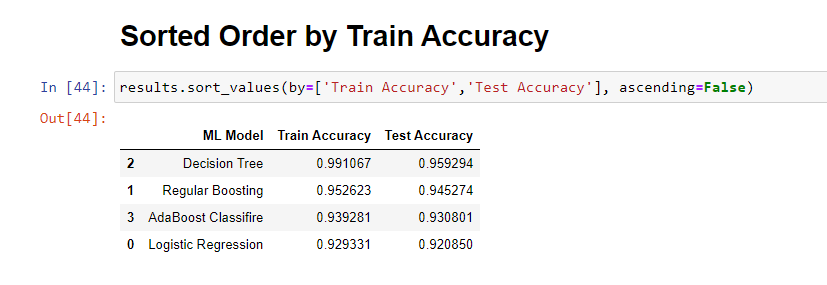 Sorted Order by Train Accuracy
In [44]: results.sort_values(by=['Train Accuracy','Test Accuracy'], ascending=False)
Out[44]:
ML Model Train Accuracy Test Accuracy
2 Decision Tree 0.991067 0.959294
1 Regular Boosting 0.952623 0.945274
3 AdaBoost Classifire 0.939281 0.930801
0 Logistic Regression 0.929331 0.920850